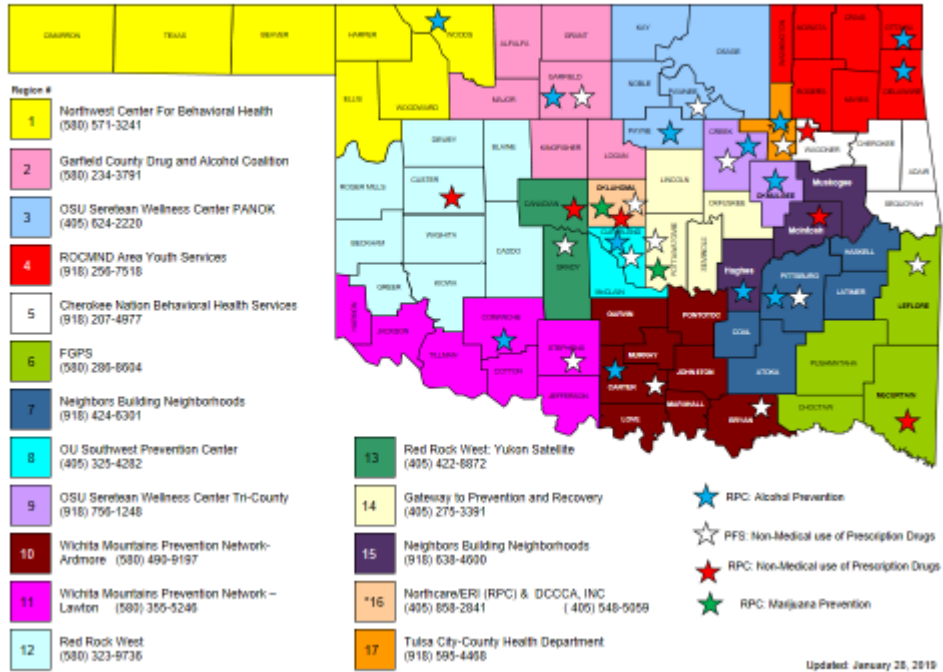 CIMARRON
TEXAS
BEAVER
HARPER
WOODS
ALFALFA
GRANT
KAY
OSAGE
CRAIG
OTTAWA
ELLIS
WOODWARD
MAJOR
GARFIELD
NOBLE
PAWNEE
ROGERS
MAYES
DELAWARE
DEWEY
BLAINE
KINGFISHER
LOGAN
PAYNE
CREEK
WAGONER
CHEROKEE
ADAIR
ROGER MILLS
CUSTER
CANADIAN
OKLAHOMA
LINCOLN
OKFUSKEE
OKMULGEE
Muskogee
SEQUOYAH
BECKHAM
WASHITA
CADDO
GRADY
CLEVELAND
POTTAWATOMIE
SEMINOLE
Hughes
McIntosh
HASKELL
PITTSBURG
LATIMER
LEFLORE
GREER
KIOWA
MCCLAIN
HARMON
JACKSON
TILLMAN
COMANCHE
COTTON
STEPHENS
JEFFERSON
GARVIN
PONTOTOC
COAL
MURRAY
JOHNSTON
ATOKA
PUSHMATAHA
CARTER
MARSHALL
LOVE
BRYAN
CHOCTAW
McCURTAIN
Region #
1 Northwest Center For Behavioral Health
(580) 571-3241
2 Garfield County Drug and Alcohol Coalition
(580) 234-3791
3 OSU Seretean Wellness Center PANOK
(405) 624-2220
4 ROCMND Area Youth Services
(918) 256-7518
5 Cherokee Nation Behavioral Health Services
(918) 207-4977
6 FGPS
(580) 286-8604
7 Neighbors Building Neighborhoods
(918) 424-6301
8 OU Southwest Prevention Center
(405) 325-4282
9 OSU Seretean Wellness Center Tri-County
(918) 756-1248
10 Wichita Mountains Prevention Network-
Ardmore (580) 490-9197
11 Wichita Mountains Prevention Network –
Lawton (580) 355-5246
12 Red Rock West
(580) 323-9736
13 Red Rock West: Yukon Satellite
(405) 422-8872
14 Gateway to Prevention and Recovery
(405) 275-3391
15 Neighbors Building Neighborhoods
(918) 638-4600
*16 Northcare/ERI (RPC) & DCCCA, INC
(405) 858-2841 ( 405) 548-5059
17 Tulsa City-County Health Department
(918) 595-4468
RPC: Alcohol Prevention
PFS: Non-Medical use of Prescription Drugs
RPC: Non-Medical use of Prescription Drugs
RPC: Marijuana Prevention
Updated: January 28, 2015